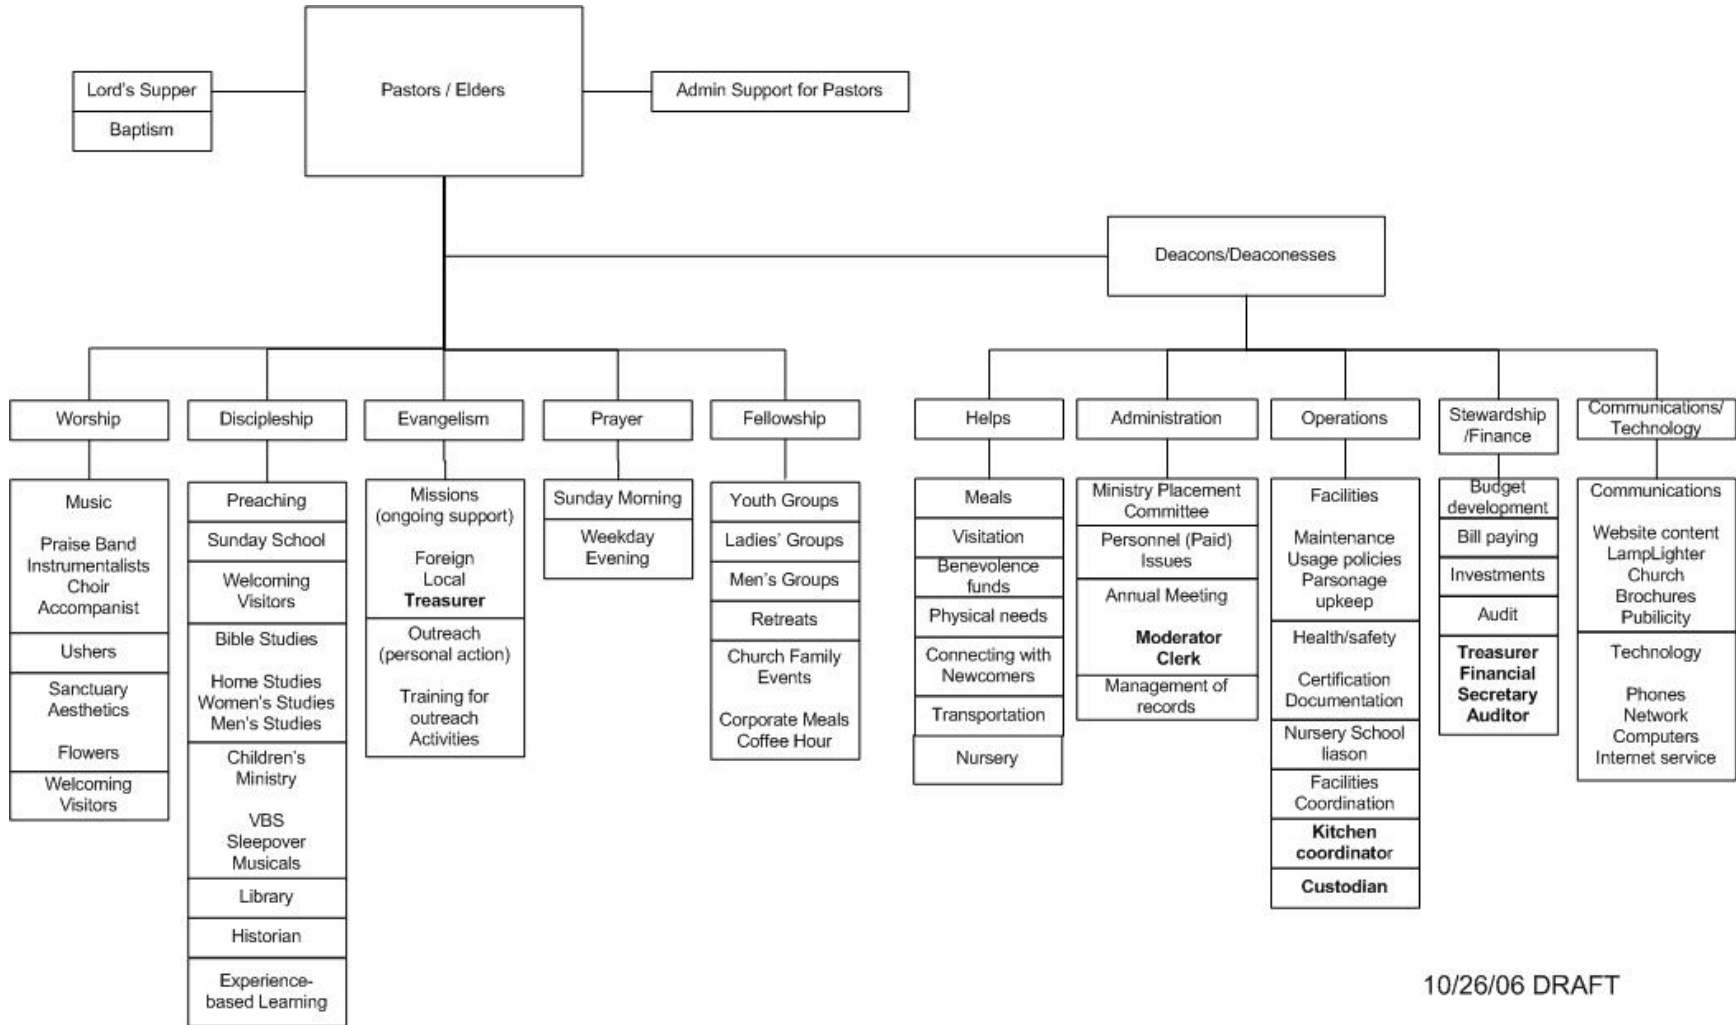 Lord's Supper
Baptism
Pastors / Elders
Admin Support for Pastors
Deacons/Deaconesses
Worship
Music
Praise Band
Instrumentalists
Choir
Accompanist
Ushers
Sanctuary
Aesthetics
Flowers
Welcoming
Visitors
Discipleship
Preaching
Sunday School
Welcoming
Visitors
Bible Studies
Home Studies
Women's Studies
Men's Studies
Children's
Ministry
VBS
Sleepover
Musicals
Library
Historian
Experience-
based Learning
Evangelism
Missions
(ongoing support)
Foreign
Local
Treasurer
Outreach
(personal action)
Training for
outreach
Activities
Prayer
Sunday Morning
Weekday
Evening
Fellowship
Youth Groups
Ladies' Groups
Men's Groups
Retreats
Church Family
Events
Corporate Meals
Coffee Hour
Helps
Meals
Visitation
Benevolence
funds
Physical needs
Connecting with
Newcomers
Transportation
Nursery
Administration
Ministry Placement
Committee
Personnel (Paid)
Issues
Annual Meeting
Moderator
Clerk
Management of
records
Operations
Facilities
Maintenance
Usage policies
Parsonage
upkeep
Health/safety
Certification
Documentation
Nursery School
liason
Facilities
Coordination
Kitchen
coordinator
Custodian
Stewardship
/Finance
Budget
development
Bill paying
Investments
Audit
Treasurer
Financial
Secretary
Auditor
Communications/
Technology
Communications
Website content
LampLighter
Church
Brochures
Pubilicity
Technology
Phones
Network
Computers
Internet service
10/26/06 DRAFT